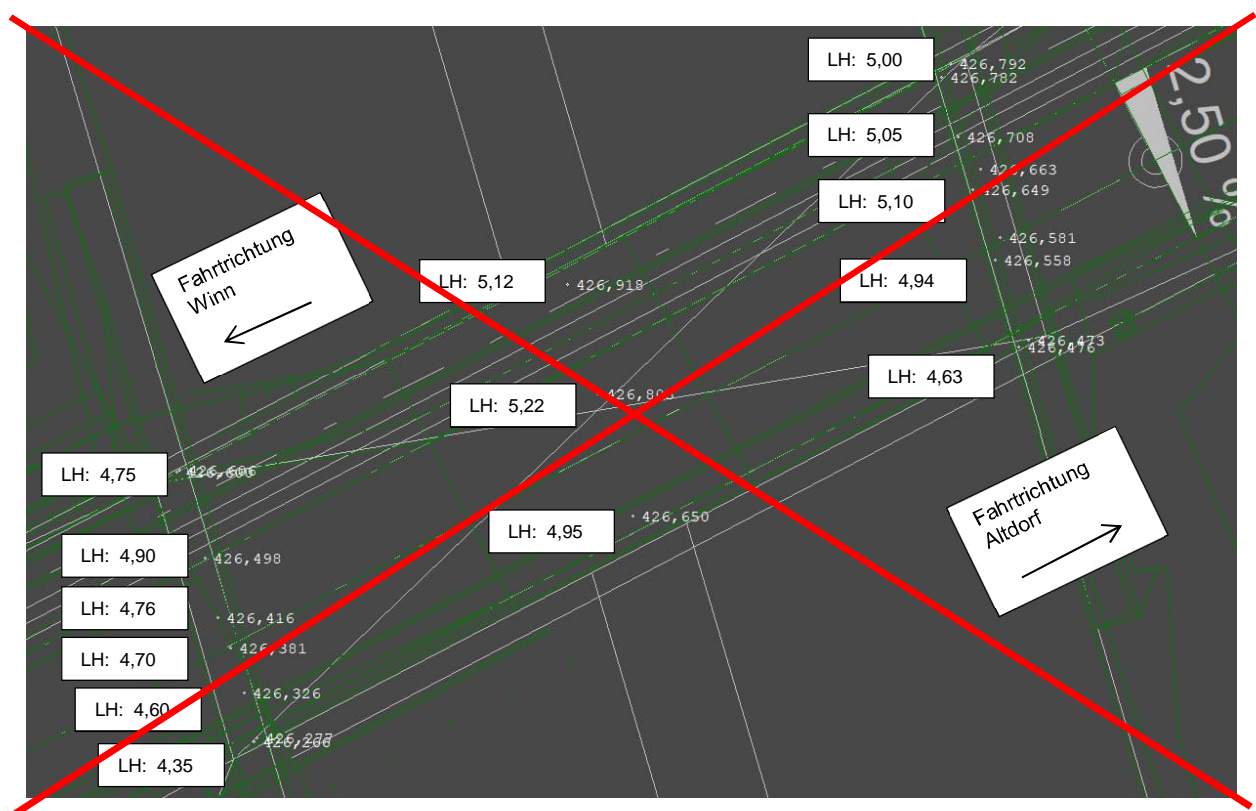 LH: 5,00
426,792
426,782
2,50 %
LH: 5,05
426,708
426,663
LH: 5,10
426,649
426,581
426,558
Fahrtrichtung
Winn
LH: 5,12
426,918
LH: 4,94
426,473
426,476
LH: 4,63
LH: 5,22
LH: 4,75
426,606
LH: 4,95
426,650
Fahrtrichtung
Altdorf
LH: 4,90
426,498
LH: 4,76
426,416
426,381
LH: 4,70
426,326
LH: 4,60
426,277
426,266
LH: 4,35